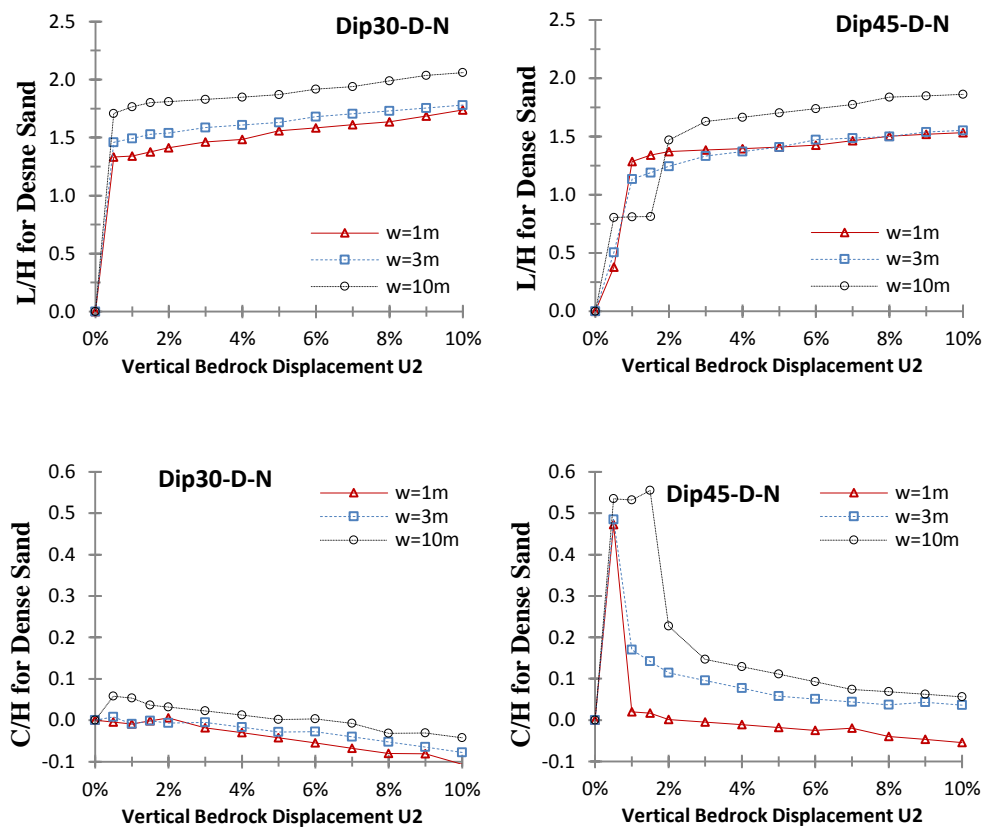 Dip30-D-N
L/H for Desne Sand
2.5
2.0
1.5
1.0
0.5
0.0
w=1m
w=3m
w=10m
0% 2% 4% 6% 8% 10%
Vertical Bedrock Displacement U2
Dip45-D-N
L/H for Dense Sand
2.5
2.0
1.5
1.0
0.5
0.0
w=1m
w=3m
w=10m
0% 2% 4% 6% 8% 10%
Vertical Bedrock Displacement U2
Dip30-D-N
C/H for Dense Sand
0.6
0.5
0.4
0.3
0.2
0.1
0.0
-0.1
w=1m
w=3m
w=10m
0% 2% 4% 6% 8% 10%
Vertical Bedrock Displacement U2
Dip45-D-N
C/H for Dense Sand
0.6
0.5
0.4
0.3
0.2
0.1
0.0
-0.1
w=1m
w=3m
w=10m
0% 2% 4% 6% 8% 10%
Vertical Bedrock Displacement U2